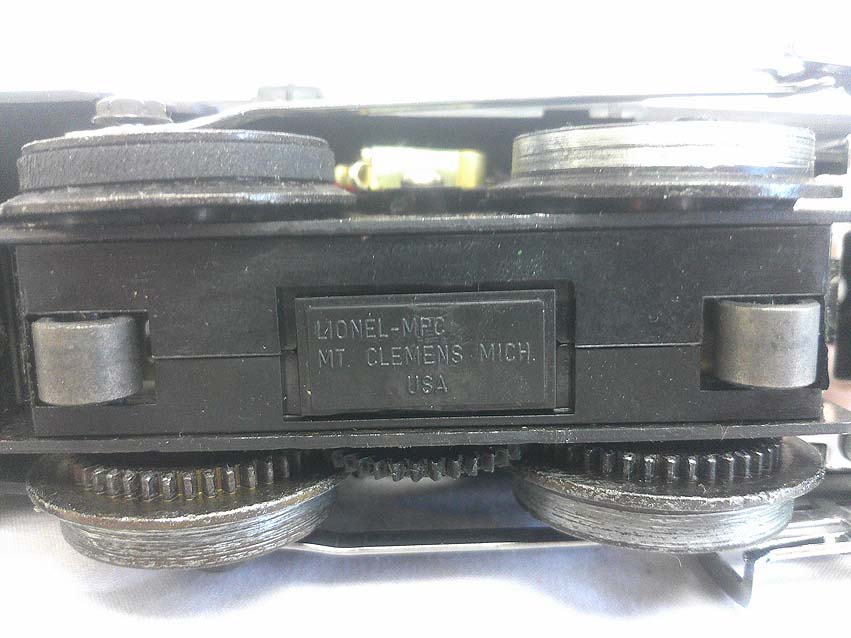 LIONEL-MPC
MT. CLEMENS MICH.
USA